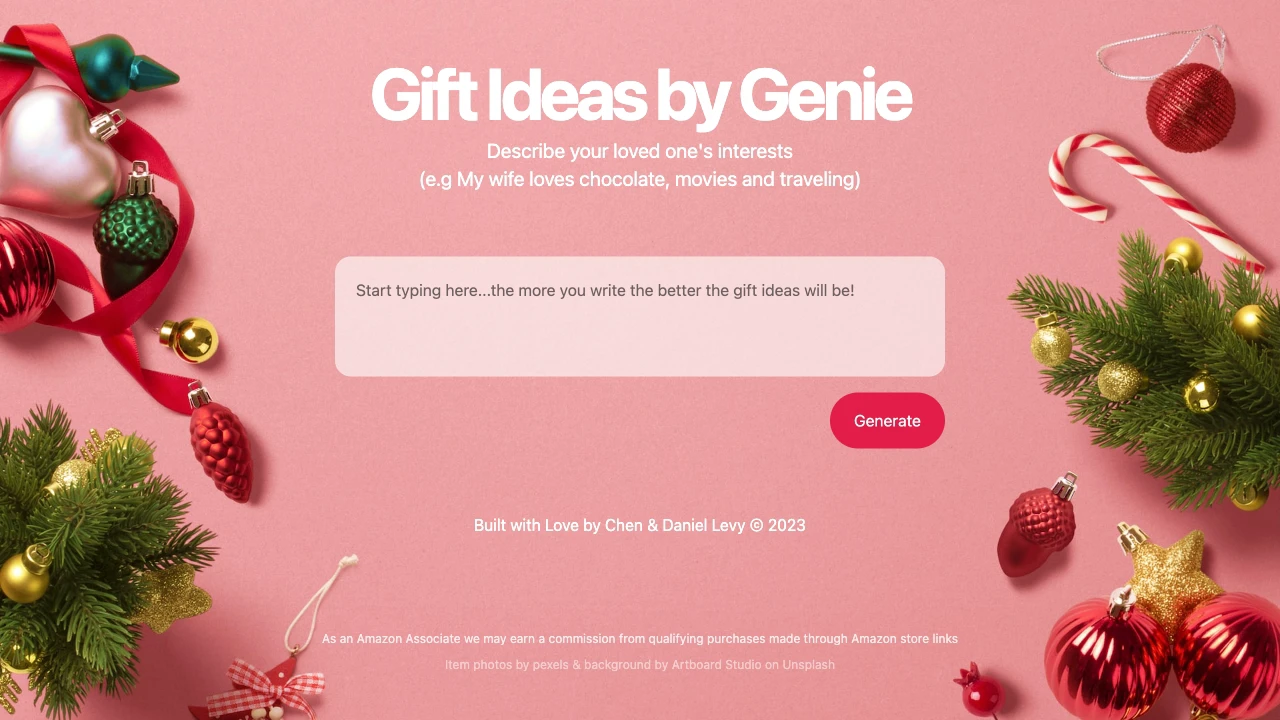 Gift Ideas by Genie
Describe your loved one's interests
(e.g My wife loves chocolate, movies and traveling)
Start typing here...the more you write the better the gift ideas will be!
Generate
Built with Love by Chen & Daniel Levy © 2023
As an Amazon Associate we may earn a commission from qualifying purchases made through Amazon store links
Item photos by pexels & background by Artboard Studio on Unsplash